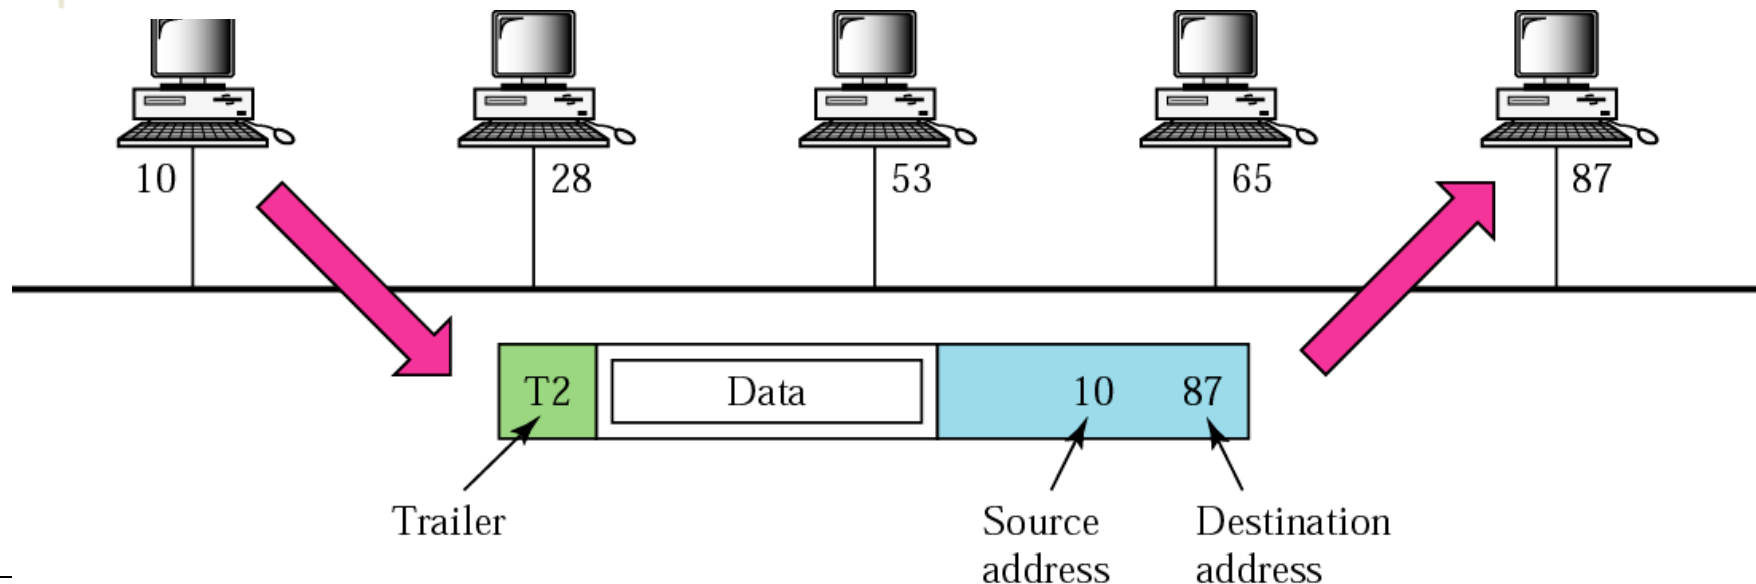 10
28
53
65
87
T2
Data
10
87
Trailer
Source
address
Destination
address